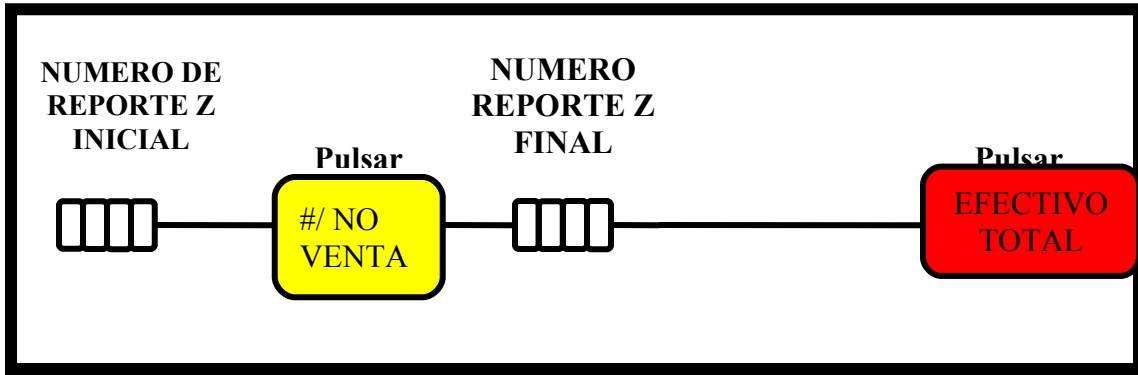 NUMERO DE
REPORTE Z
INICIAL
Pulsar
#/ NO
VENTA
NUMERO
REPORTE Z
FINAL
Pulsar
EFECTIVO
TOTAL